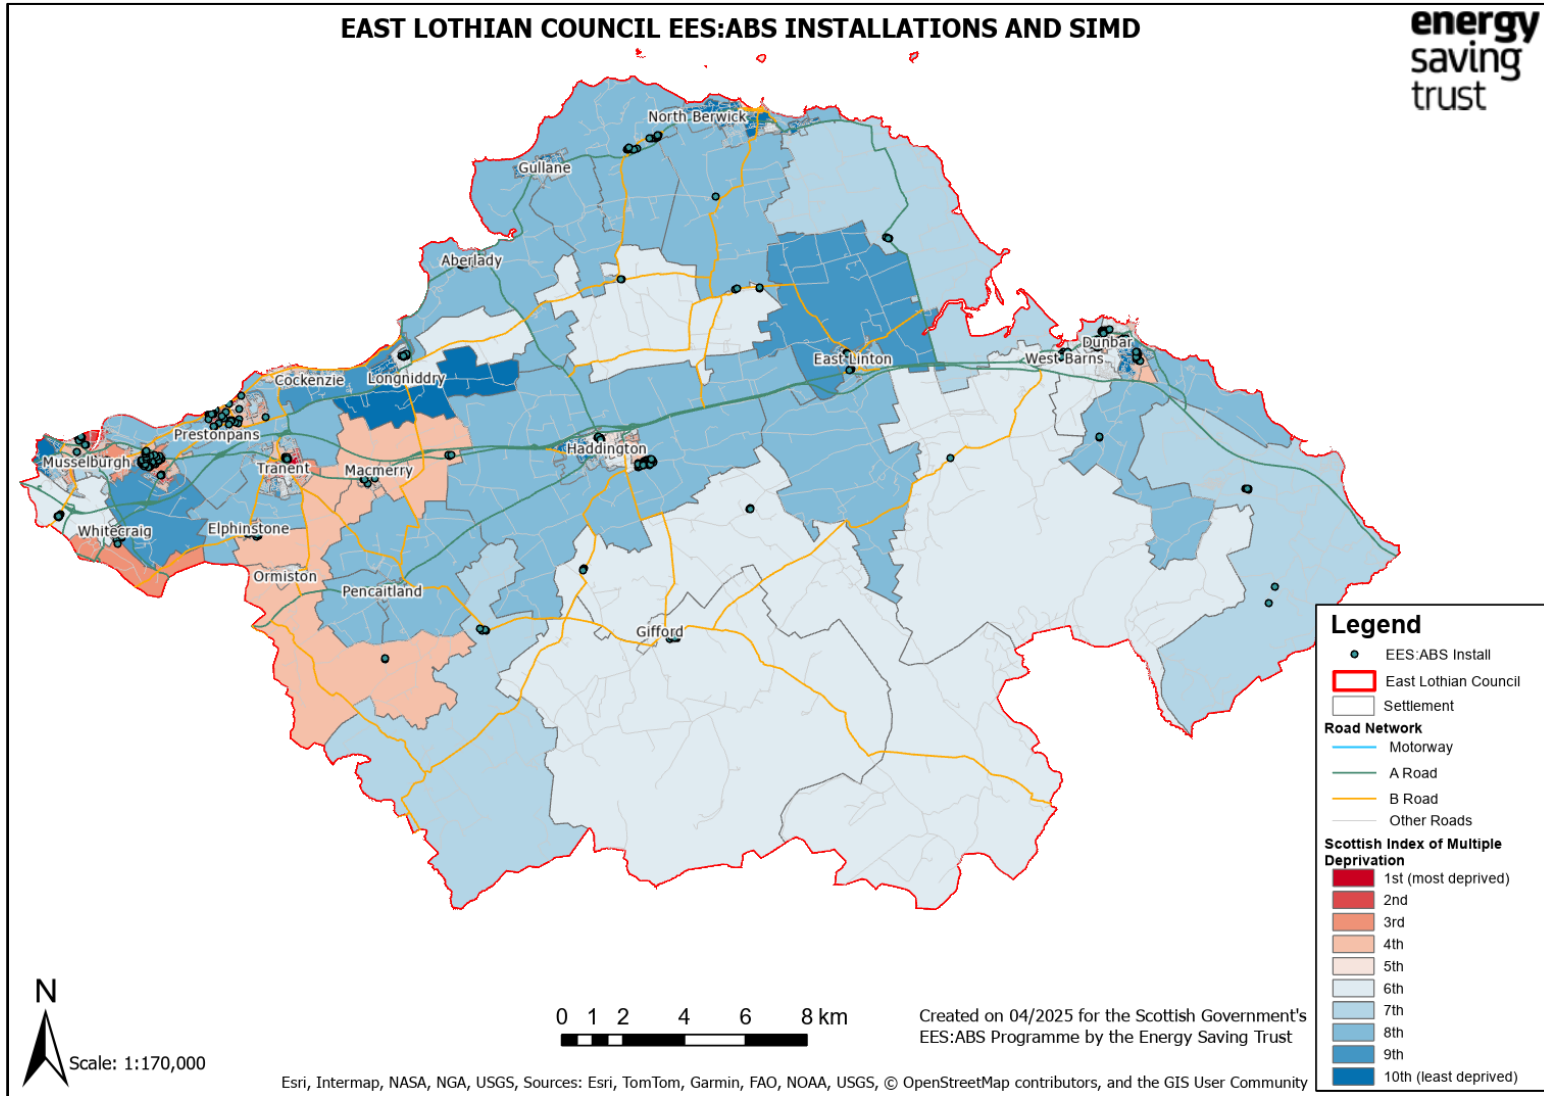 EAST LOTHIAN COUNCIL EES:ABS INSTALLATIONS AND SIMD
energy
saving
trust
North Berwick
Gullane
Aberlady
Dunbar
West Barns
East Linton
Cockenzie
Longniddry
Prestonpans
Haddington
Musselburgh
Tranent
Macmerry
Whitecraig
Elphinstone
Ormiston
Pencaitland
Gifford
Legend
EES:ABS Install
East Lothian Council
Settlement
Road Network
Motorway
A Road
B Road
Other Roads
Scottish Index of Multiple
Deprivation
1st (most deprived)
2nd
3rd
4th
5th
6th
7th
8th
9th
10th (least deprived)
N
Scale: 1:170,000
0 1 2 4 6 8 km
Created on 04/2025 for the Scottish Government's
EES:ABS Programme by the Energy Saving Trust
Esri, Intermap, NASA, NGA, USGS, Sources: Esri, TomTom, Garmin, FAO, NOAA, USGS, © OpenStreetMap contributors, and the GIS User Community